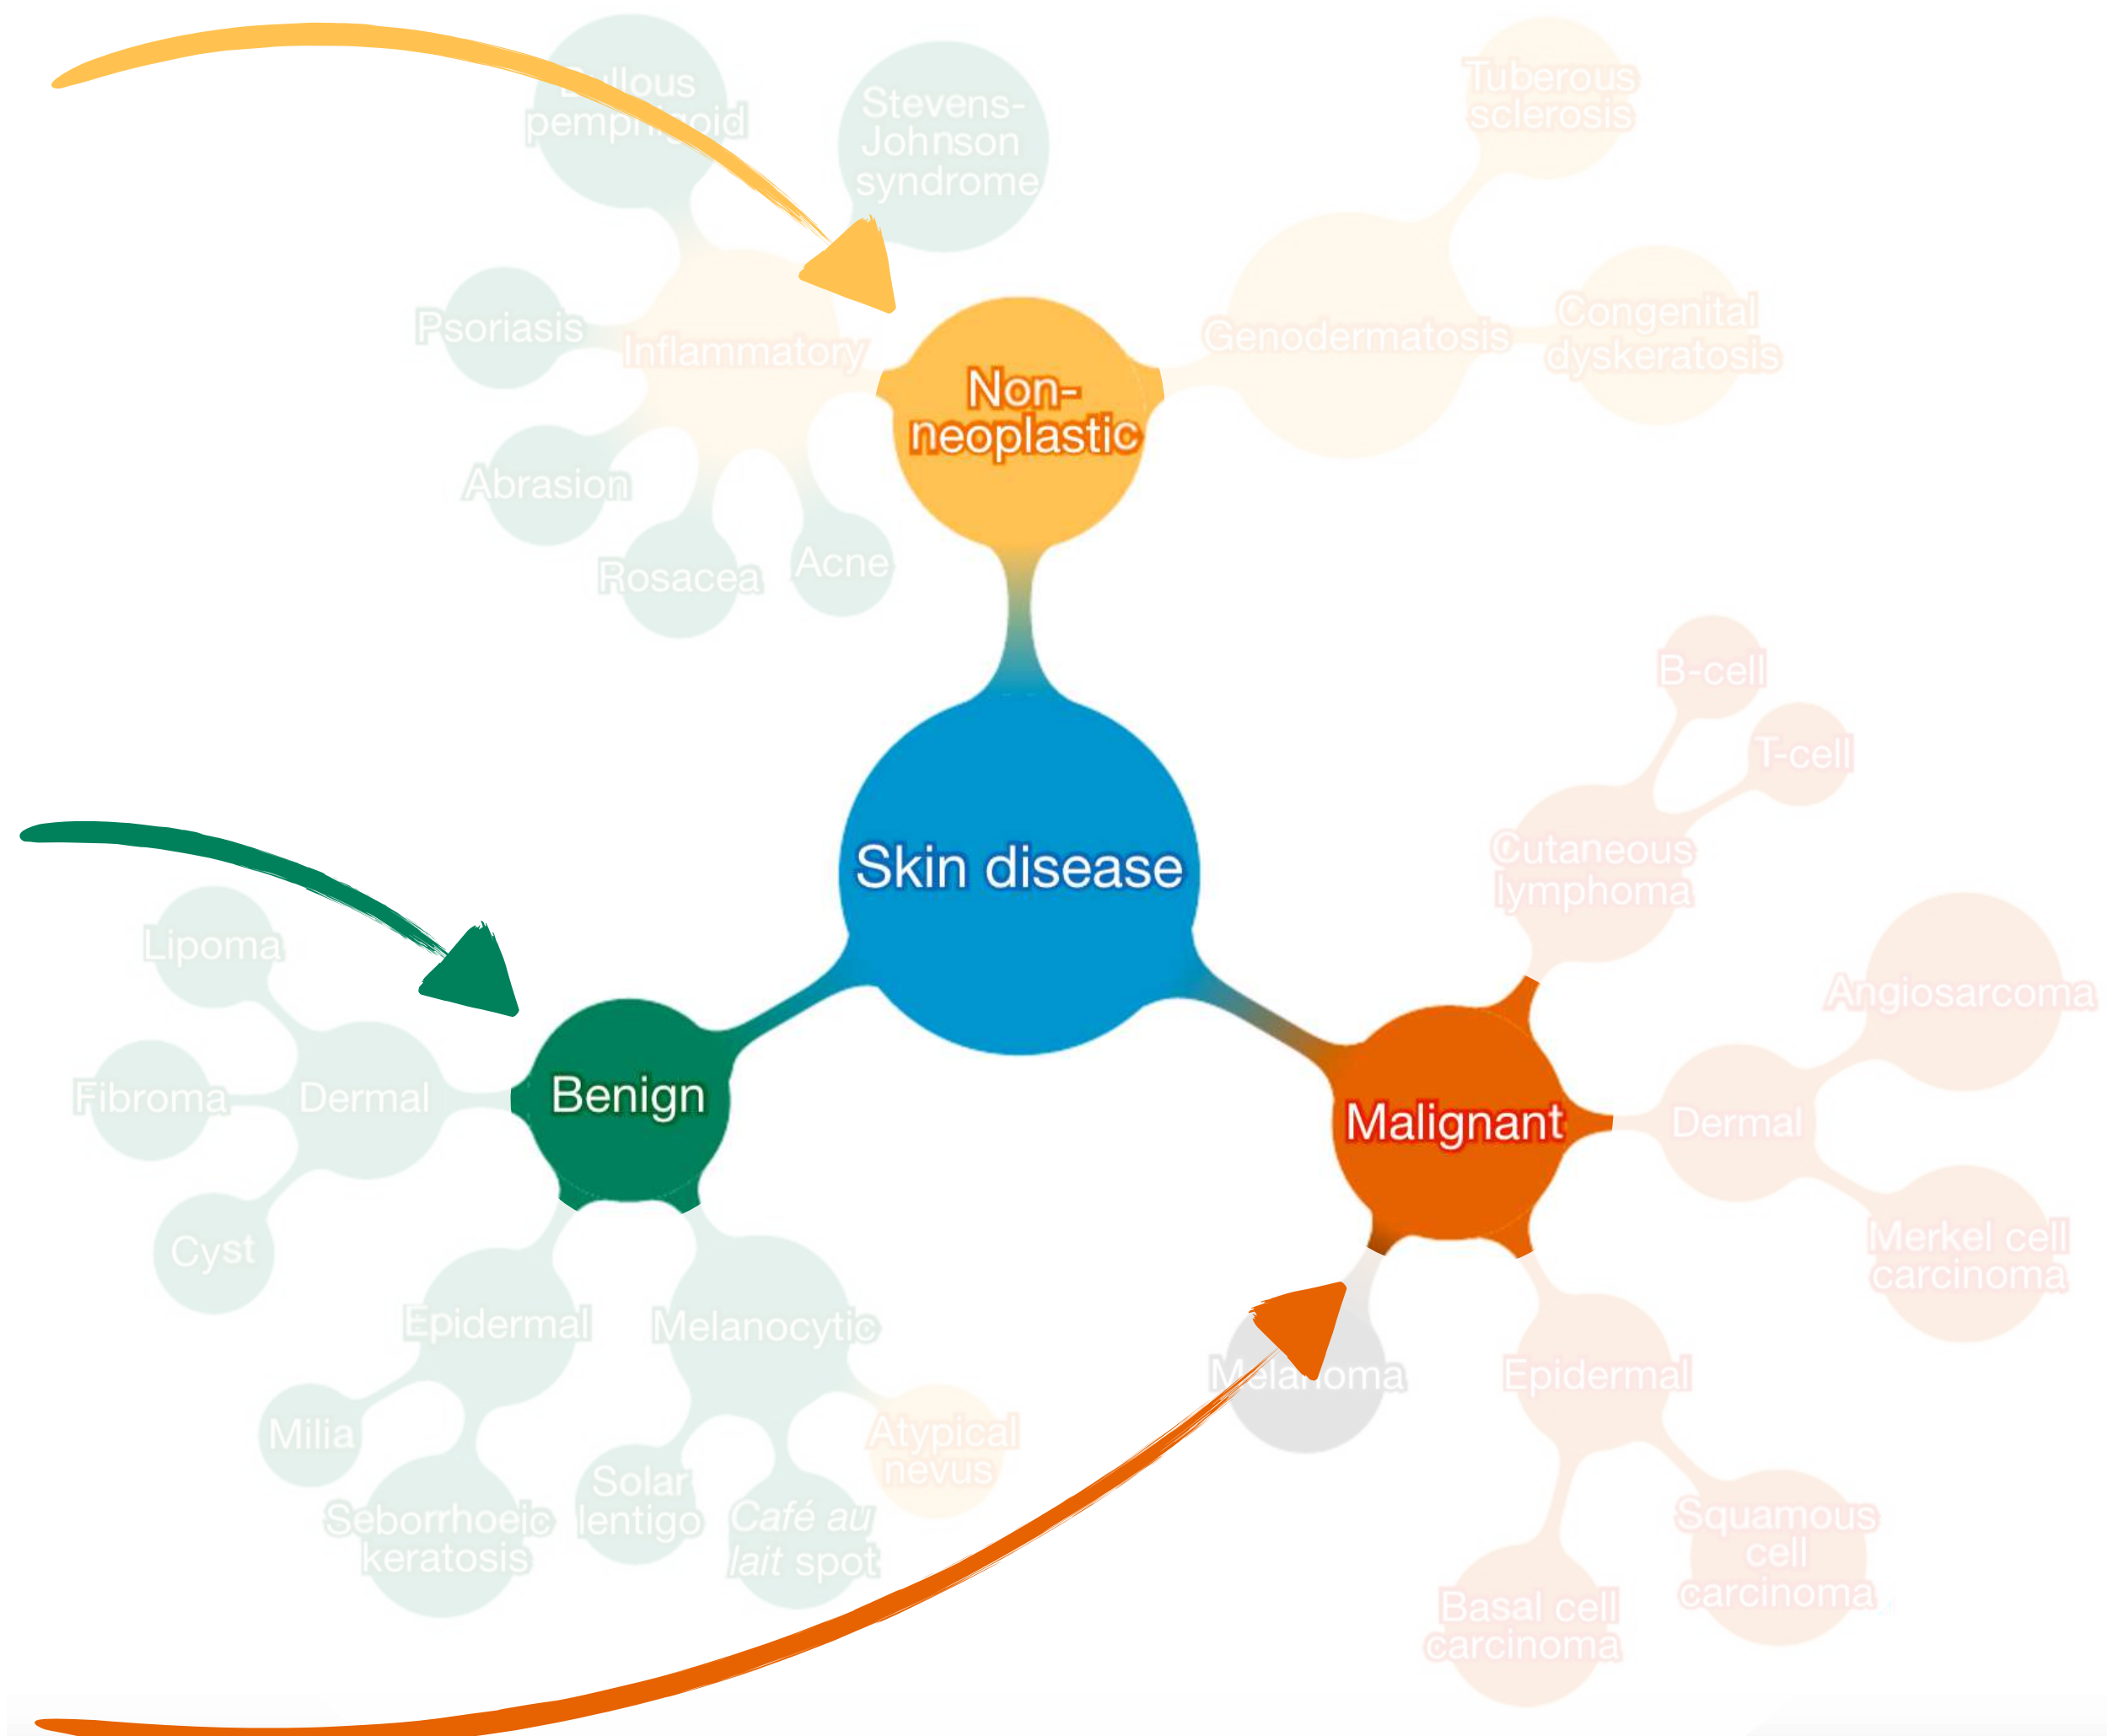 Bullous
pemphigoid
Stevens-
Johnson
syndrome
Tuberous
sclerosis
Psoriasis
Inflammatory
Non-
neoplastic
Genodermatosis
Congenital
dyskeratosis
Abrasion
Rosacea
Acne
B-cell
T-cell
Skin disease
Cutaneous
lymphoma
Lipoma
Angiosarcoma
Fibroma
Dermal
Benign
Malignant
Dermal
Cyst
Merkel cell
carcinoma
Epidermal
Melanocytic
Melanoma
Epidermal
Milia
Atypical
nevus
Seborrhoeic
keratosis
Solar
lentigo
Café au
lait spot
Squamous
cell
carcinoma
Basal cell
carcinoma